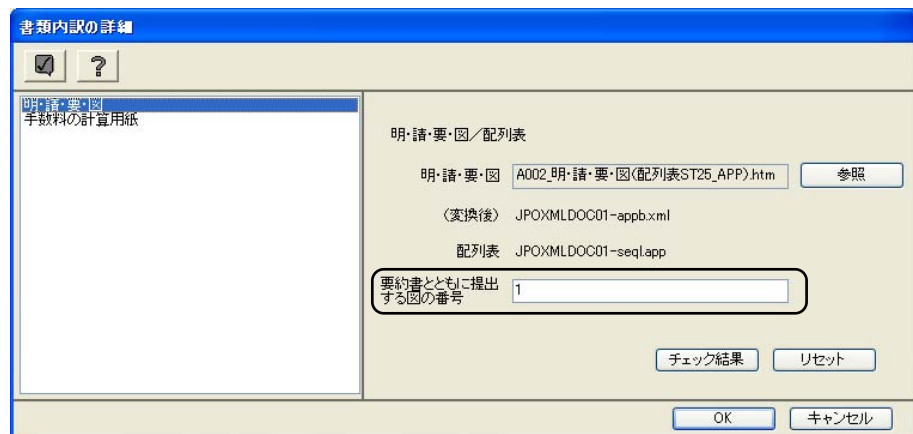 書類内訳の詳細
?
明・請・要・図
手数料の計算用紙
明・請・要・図／配列表
明・請・要・図 A002_明・請・要・図(配列表ST25_APP).htm 参照
(変換後) JPOXMLDOC01-appb.xml
配列表 JPOXMLDOC01-seql.app
要約書とともに提出
する図の番号 1
チェック結果 リセット
OK キャンセル